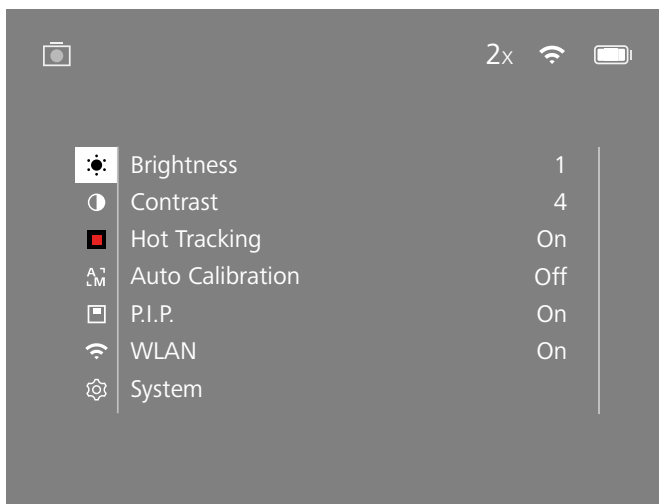 2x
Brightness 1
Contrast 4
Hot Tracking On
A M Auto Calibration Off
P.I.P. On
WLAN On
System